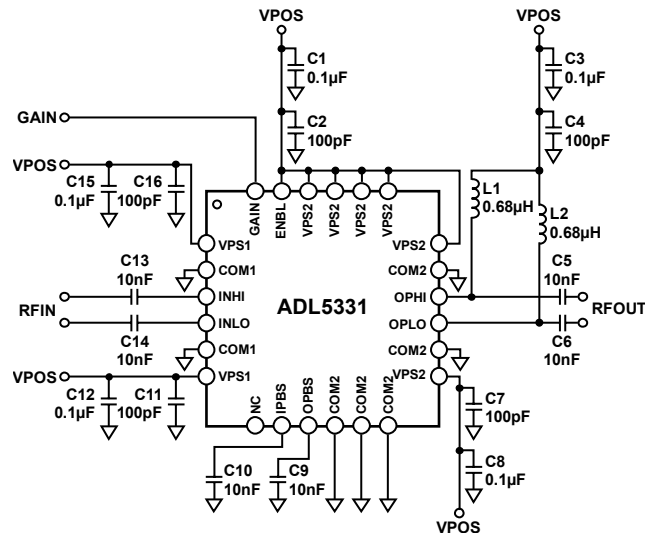 VPOS
VPOS
C1
0.1µF
C3
0.1µF
GAIN
C2
100pF
C4
100pF
VPOS
C15
0.1µF
C16
100pF
L1
0.68µH
L2
0.68µH
GAIN
ENBL
VPS2
VPS2
VPS2
VPS2
VPS1
VPS2
C13
10nF
COM1
COM2
C5
10nF
RFIN
INHI
ADL5331
OPHI
RFOUT
INLO
OPLO
C14
10nF
C6
10nF
COM1
COM2
VPOS
VPS1
VPS2
C12
0.1µF
C11
100pF
C7
100pF
NC
IPBS
OPBS
COM2
COM2
COM2
C10
10nF
C9
10nF
C8
0.1µF
VPOS